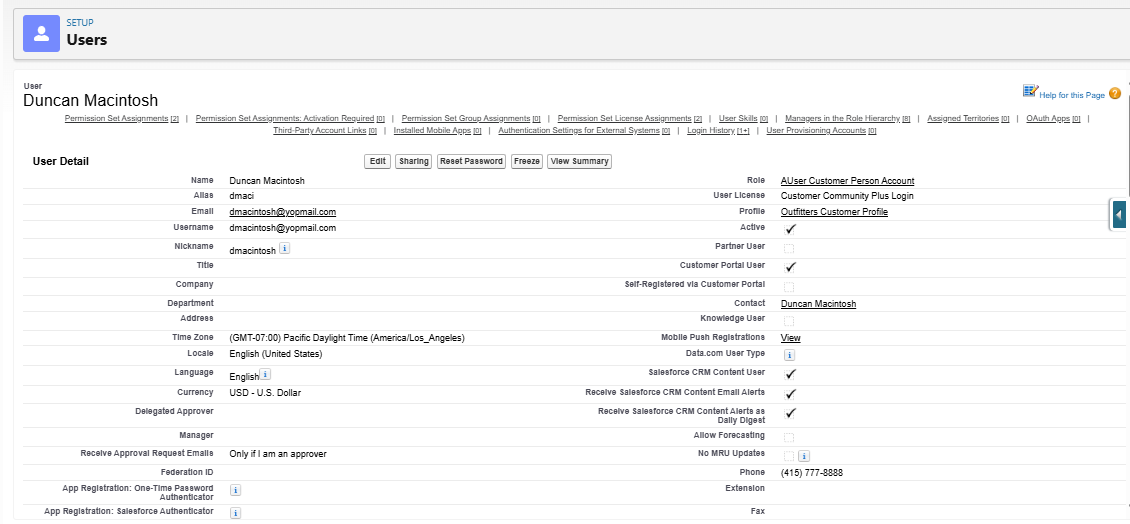 SETUP
Users
User
Duncan Macintosh
Help for this Page ?
Permission Set Assignments [2] | Permission Set Assignments: Activation Required [0] | Permission Set Group Assignments [0] | Permission Set License Assignments [2] | User Skills [0] | Managers in the Role Hierarchy [8] | Assigned Territories [0] | OAuth Apps [0] |
Third-Party Account Links [0] | Installed Mobile Apps [0] | Authentication Settings for External Systems [0] | Login History [1+] | User Provisioning Accounts [0]
User Detail Edit Sharing Reset Password Freeze View Summary
Name Duncan Macintosh Role AUser Customer Person Account
Alias dmaci User License Customer Community Plus Login
Email dmacintosh@yopmail.com Profile Outfitters Customer Profile
Username dmacintosh@yopmail.com Active
Nickname dmacintosh i Partner User
Title Customer Portal User
Company Self-Registered via Customer Portal
Department Contact Duncan Macintosh
Address Knowledge User
Time Zone (GMT-07:00) Pacific Daylight Time (America/Los_Angeles) Mobile Push Registrations View
Locale English (United States) Data.com User Type i
Language English i Salesforce CRM Content User
Currency USD - U.S. Dollar Receive Salesforce CRM Content Email Alerts
Delegated Approver Receive Salesforce CRM Content Alerts as
Daily Digest
Manager Allow Forecasting
Receive Approval Request Emails Only if I am an approver No MRU Updates i
Federation ID Phone (415) 777-8888
App Registration: One-Time Password i Extension
Authenticator
App Registration: Salesforce Authenticator i Fax